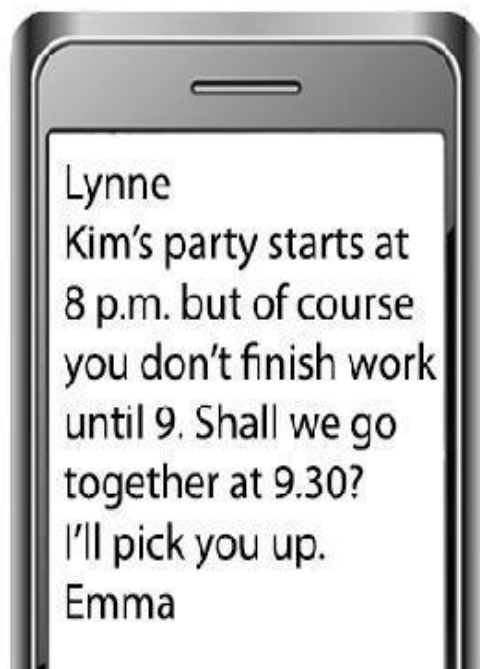 Lynne
Kim's party starts at
8 p.m. but of course
you don't finish work
until 9. Shall we go
together at 9.30?
I'll pick you up.
Emma